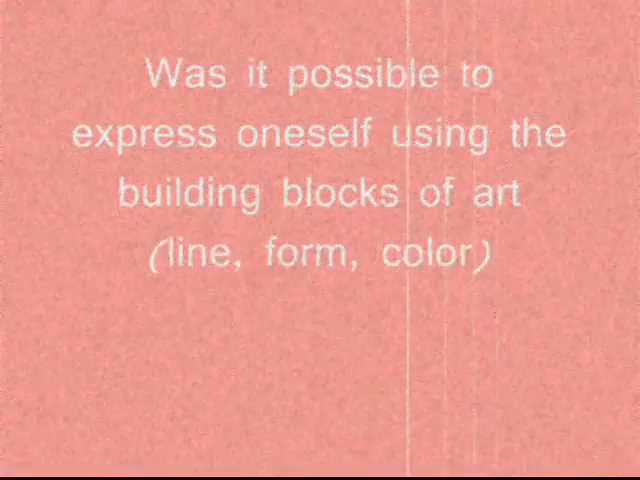 Was it possible to
express oneself using the
building blocks of art
(line, form, color)